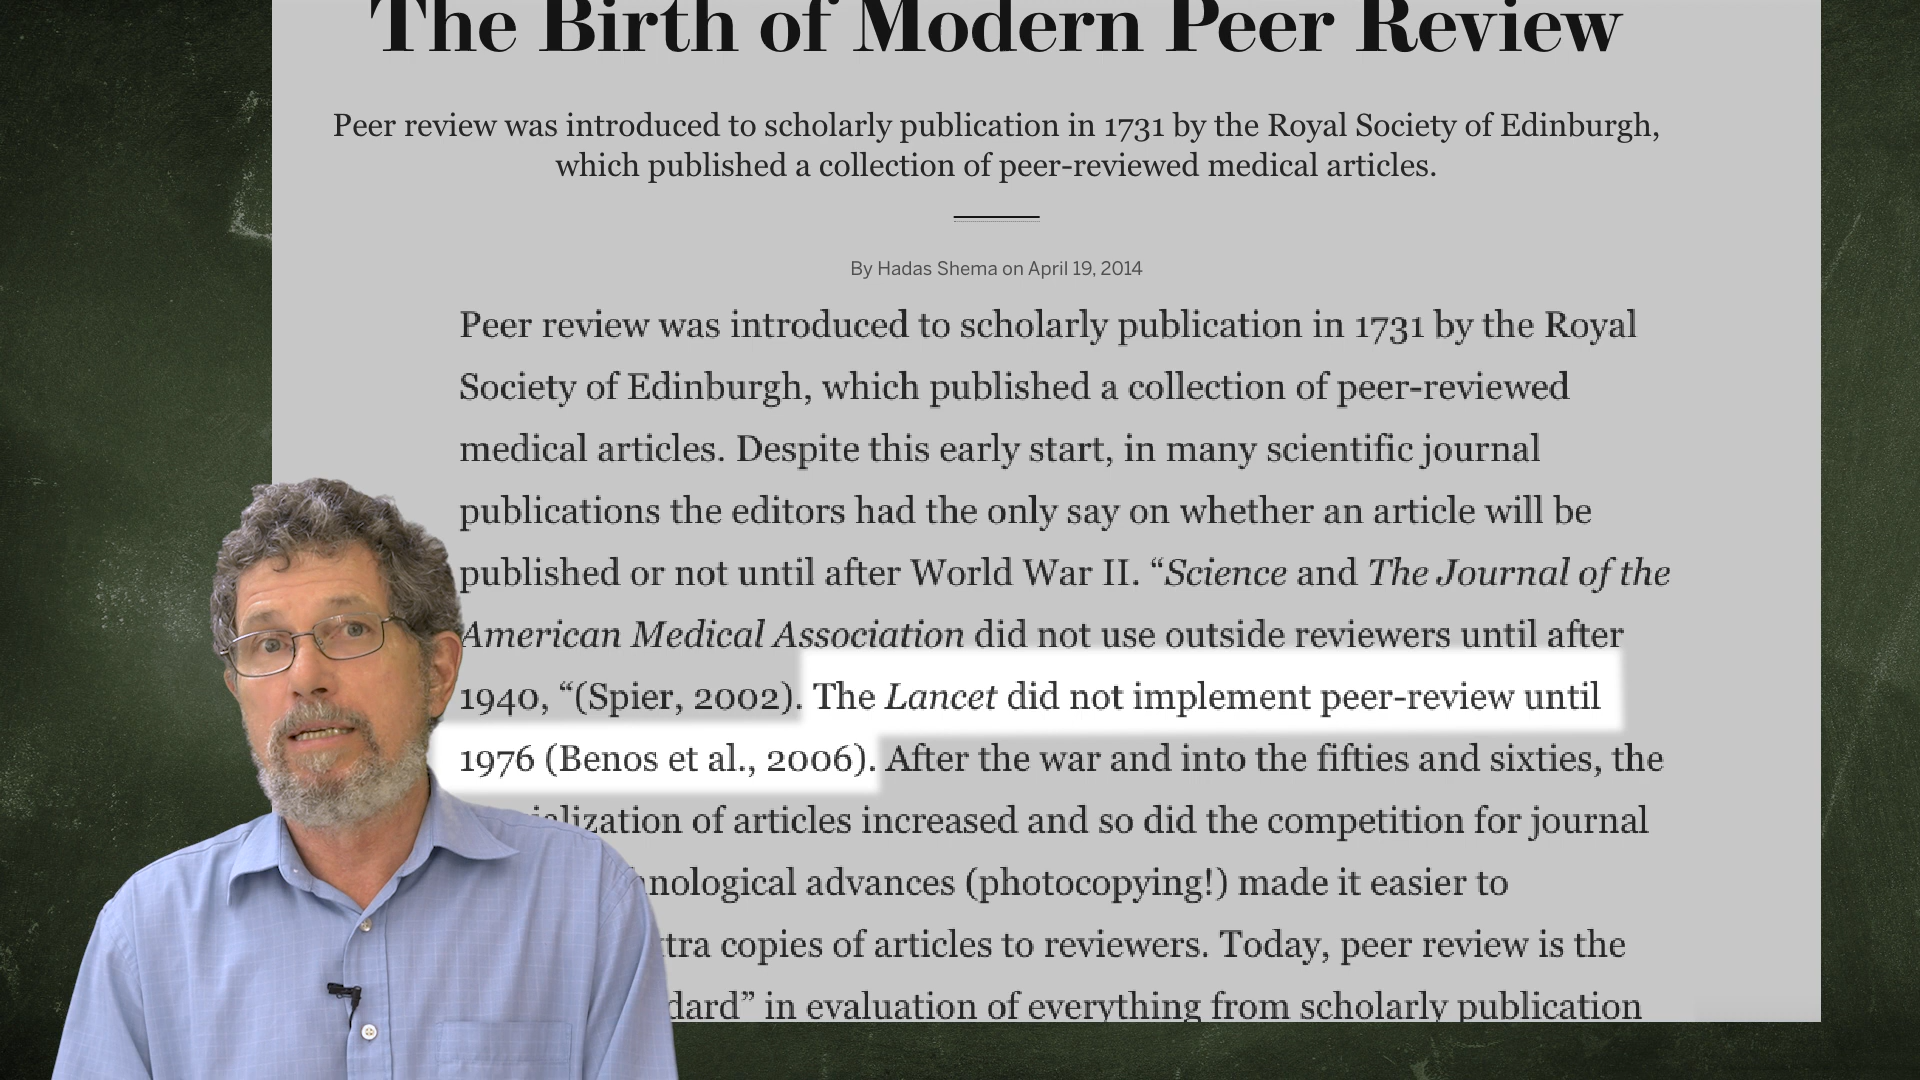 The Birth of Modern Peer Review
Peer review was introduced to scholarly publication in 1731 by the Royal Society of Edinburgh,
which published a collection of peer-reviewed medical articles.
By Hadas Shema on April 19, 2014
Peer review was introduced to scholarly publication in 1731 by the Royal
Society of Edinburgh, which published a collection of peer-reviewed
medical articles. Despite this early start, in many scientific journal
publications the editors had the only say on whether an article will be
published or not until after World War II. “Science and The Journal of the
American Medical Association did not use outside reviewers until after
1940, “(Spier, 2002). The Lancet did not implement peer-review until
1976 (Benos et al., 2006). After the war and into the fifties and sixties, the
of articles increased and so did the competition for journal
advances (photocopying!) made it easier to
copies of articles to reviewers. Today, peer review is the
in evaluation of everything from scholarly publication